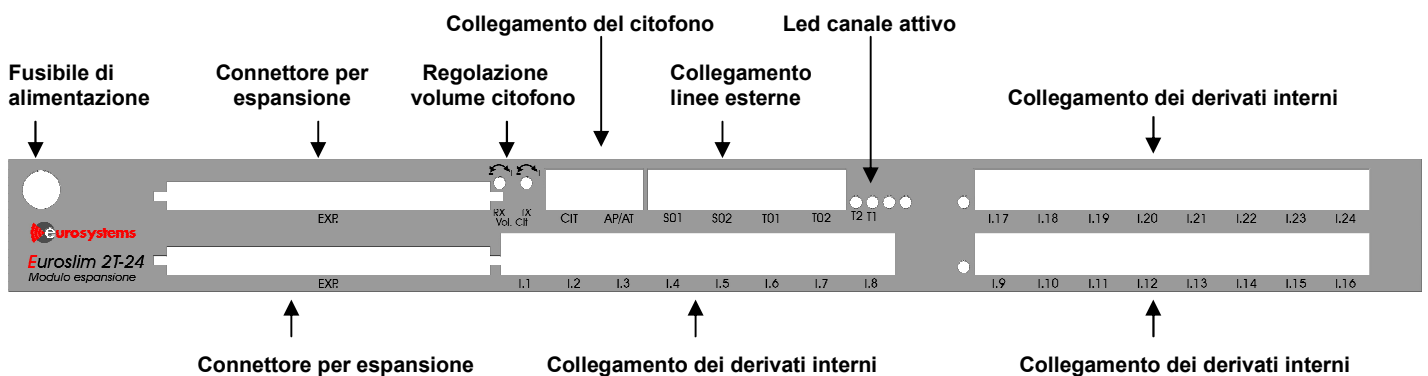 Collegamento del citofono
Led canale attivo
Fusibile di
alimentazione
Connettore per
espansione
Regolazione
volume citofono
Collegamento
linee esterne
Collegamento dei derivati interni
EXP.
RX TX
Vol. Cit
CIT AP/AT S01 S02 T01 T02 T2 T1
I.17 I.18 I.19 I.20 I.21 I.22 I.23 I.24
eurosystems
Euroslim 2T-24
Modulo espansione
EXP.
I.1 I.2 I.3 I.4 I.5 I.6 I.7 I.8
I.9 I.10 I.11 I.12 I.13 I.14 I.15 I.16
Connettore per espansione
Collegamento dei derivati interni
Collegamento dei derivati interni